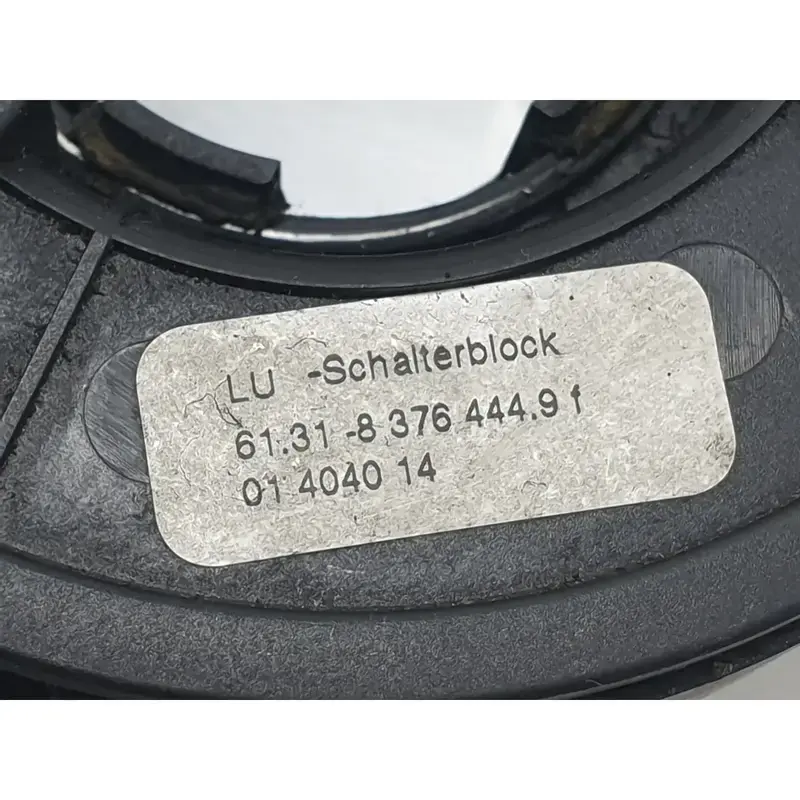 LU -Schalterblock
61.31 -8 376 444.9 f
01 4040 14